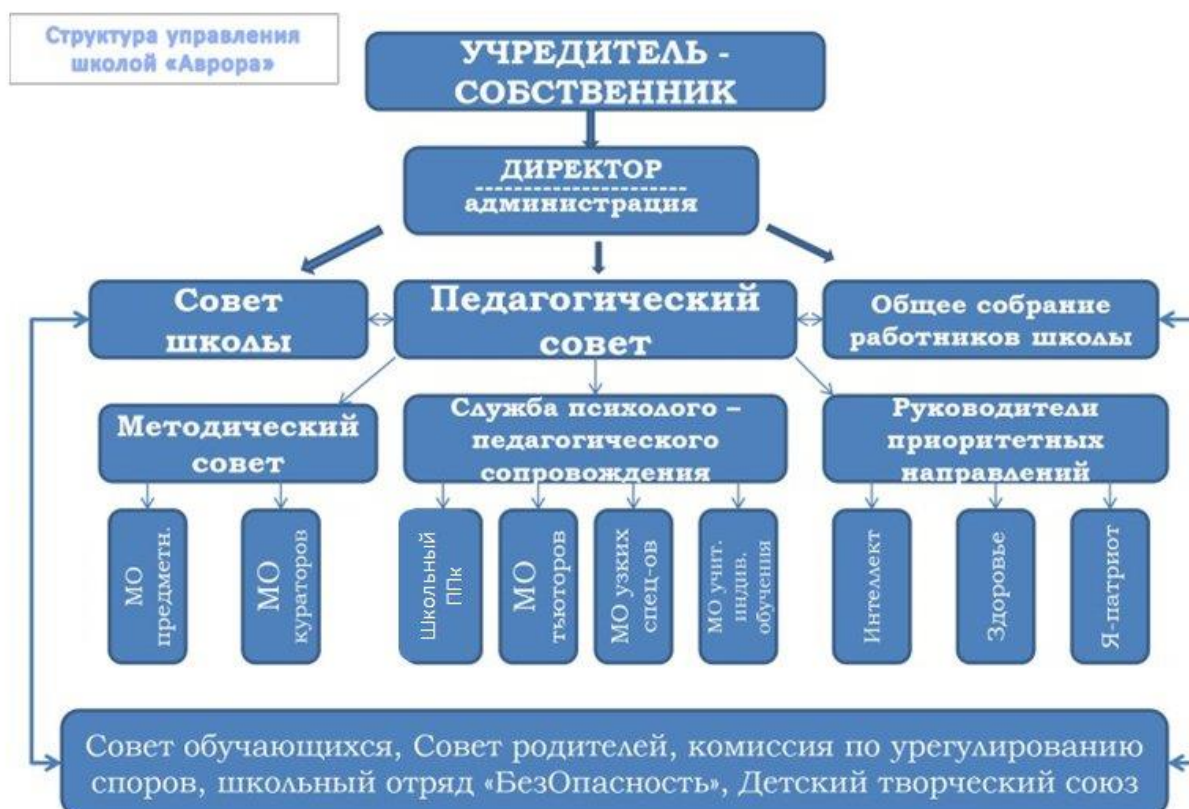 Структура управления
школой «Аврора»
УЧРЕДИТЕЛЬ -
СОБСТВЕННИК
ДИРЕКТОР
---------------------
администрация
Совет
школы
Педагогический
совет
Общее собрание
работников школы
Методический
совет
Служба психолого –
педагогического
сопровождения
Руководители
приоритетных
направлений
МО
предметн.
МО
кураторов
Школьный
ППк
МО
тьюторов
МО узких
спец-ов
МО учит.
индив.
обучения
Интеллект
Здоровье
Я-патриот
Совет обучающихся, Совет родителей, комиссия по урегулированию
споров, школьный отряд «БезОпасность», Детский творческий союз